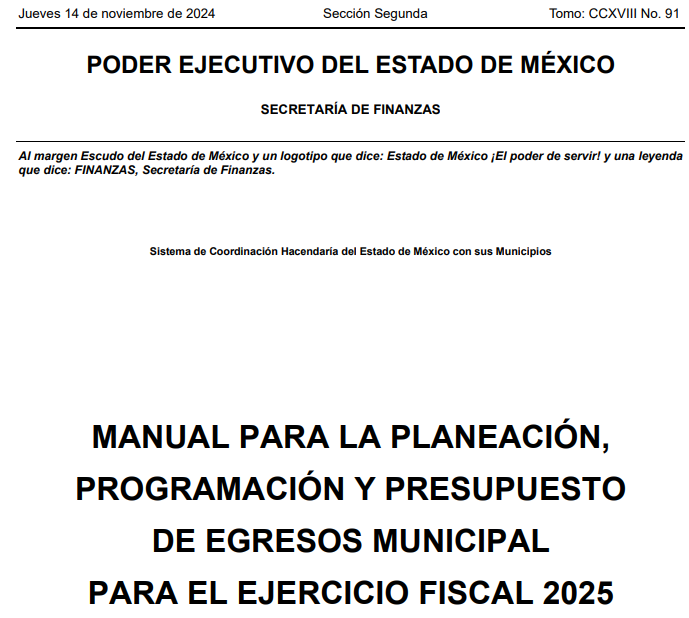 Jueves 14 de noviembre de 2024 Sección Segunda Tomo: CCXVIII No. 91
PODER EJECUTIVO DEL ESTADO DE MÉXICO
SECRETARÍA DE FINANZAS
Al margen Escudo del Estado de México y un logotipo que dice: Estado de México ¡El poder de servir! y una leyenda
que dice: FINANZAS, Secretaría de Finanzas.
Sistema de Coordinación Hacendaría del Estado de México con sus Municipios
MANUAL PARA LA PLANEACIÓN,
PROGRAMACIÓN Y PRESUPUESTO
DE EGRESOS MUNICIPAL
PARA EL EJERCICIO FISCAL 2025